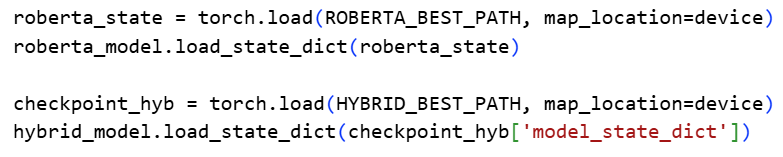 roberta_state = torch.load(ROBERTA_BEST_PATH, map_location=device)
roberta_model.load_state_dict(roberta_state)
checkpoint_hyb = torch.load(HYBRID_BEST_PATH, map_location=device)
hybrid_model.load_state_dict(checkpoint_hyb['model_state_dict'])